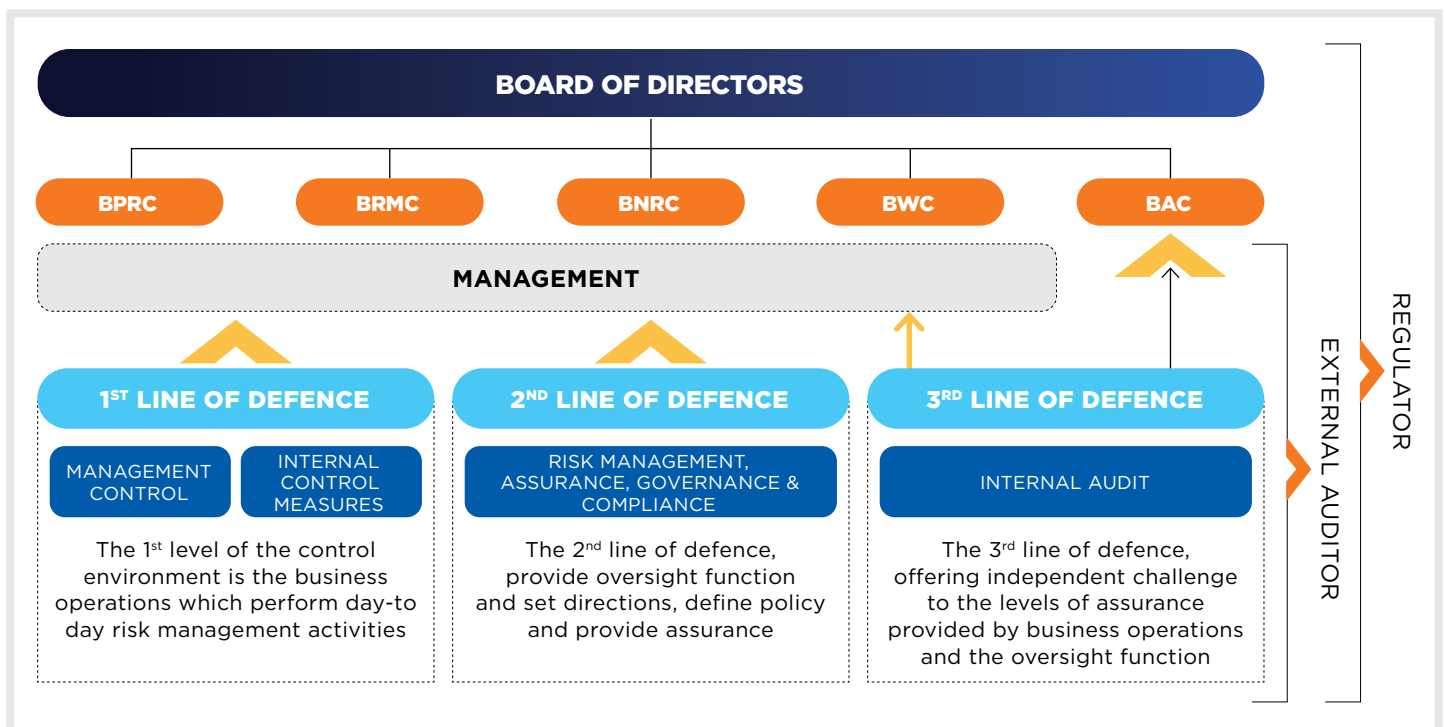 BOARD OF DIRECTORS
BPRC
BRMC
BNRC
BWC
BAC
MANAGEMENT
1ST LINE OF DEFENCE
MANAGEMENT
CONTROL
INTERNAL
CONTROL
MEASURES
The 1st level of the control
environment is the business
operations which perform day-to
day risk management activities
2ND LINE OF DEFENCE
RISK MANAGEMENT,
ASSURANCE, GOVERNANCE &
COMPLIANCE
The 2nd line of defence,
provide oversight function
and set directions, define policy
and provide assurance
3RD LINE OF DEFENCE
INTERNAL AUDIT
The 3rd line of defence,
offering independent challenge
to the levels of assurance
provided by business operations
and the oversight function
EXTERNAL AUDITOR
REGULATOR